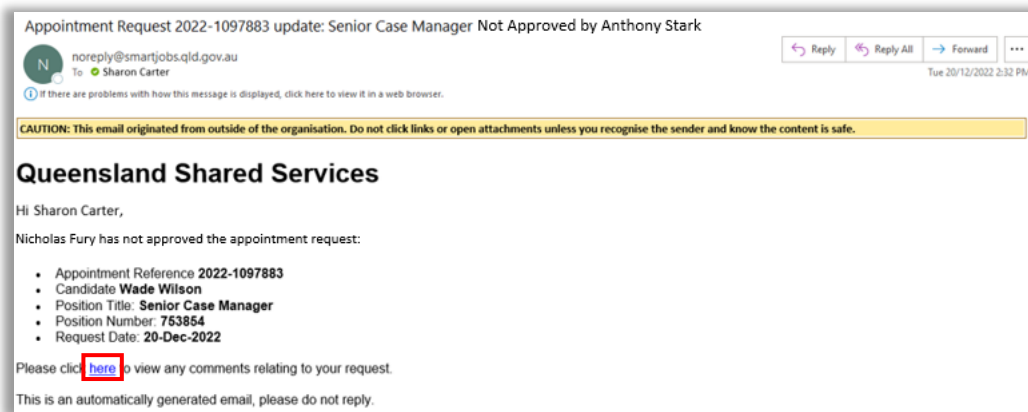 Appointment Request 2022-1097883 update: Senior Case Manager Not Approved by Anthony Stark
N
noreply@smartjobs.qld.gov.au
To Sharon Carter
Reply Reply All Forward ...
Tue 20/12/2022 2:32 PM
If there are problems with how this message is displayed, click here to view it in a web browser.
CAUTION: This email originated from outside of the organisation. Do not click links or open attachments unless you recognise the sender and know the content is safe.
Queensland Shared Services
Hi Sharon Carter,
Nicholas Fury has not approved the appointment request:
• Appointment Reference 2022-1097883
• Candidate Wade Wilson
• Position Title: Senior Case Manager
• Position Number: 753854
• Request Date: 20-Dec-2022
Please click here to view any comments relating to your request.
This is an automatically generated email, please do not reply.